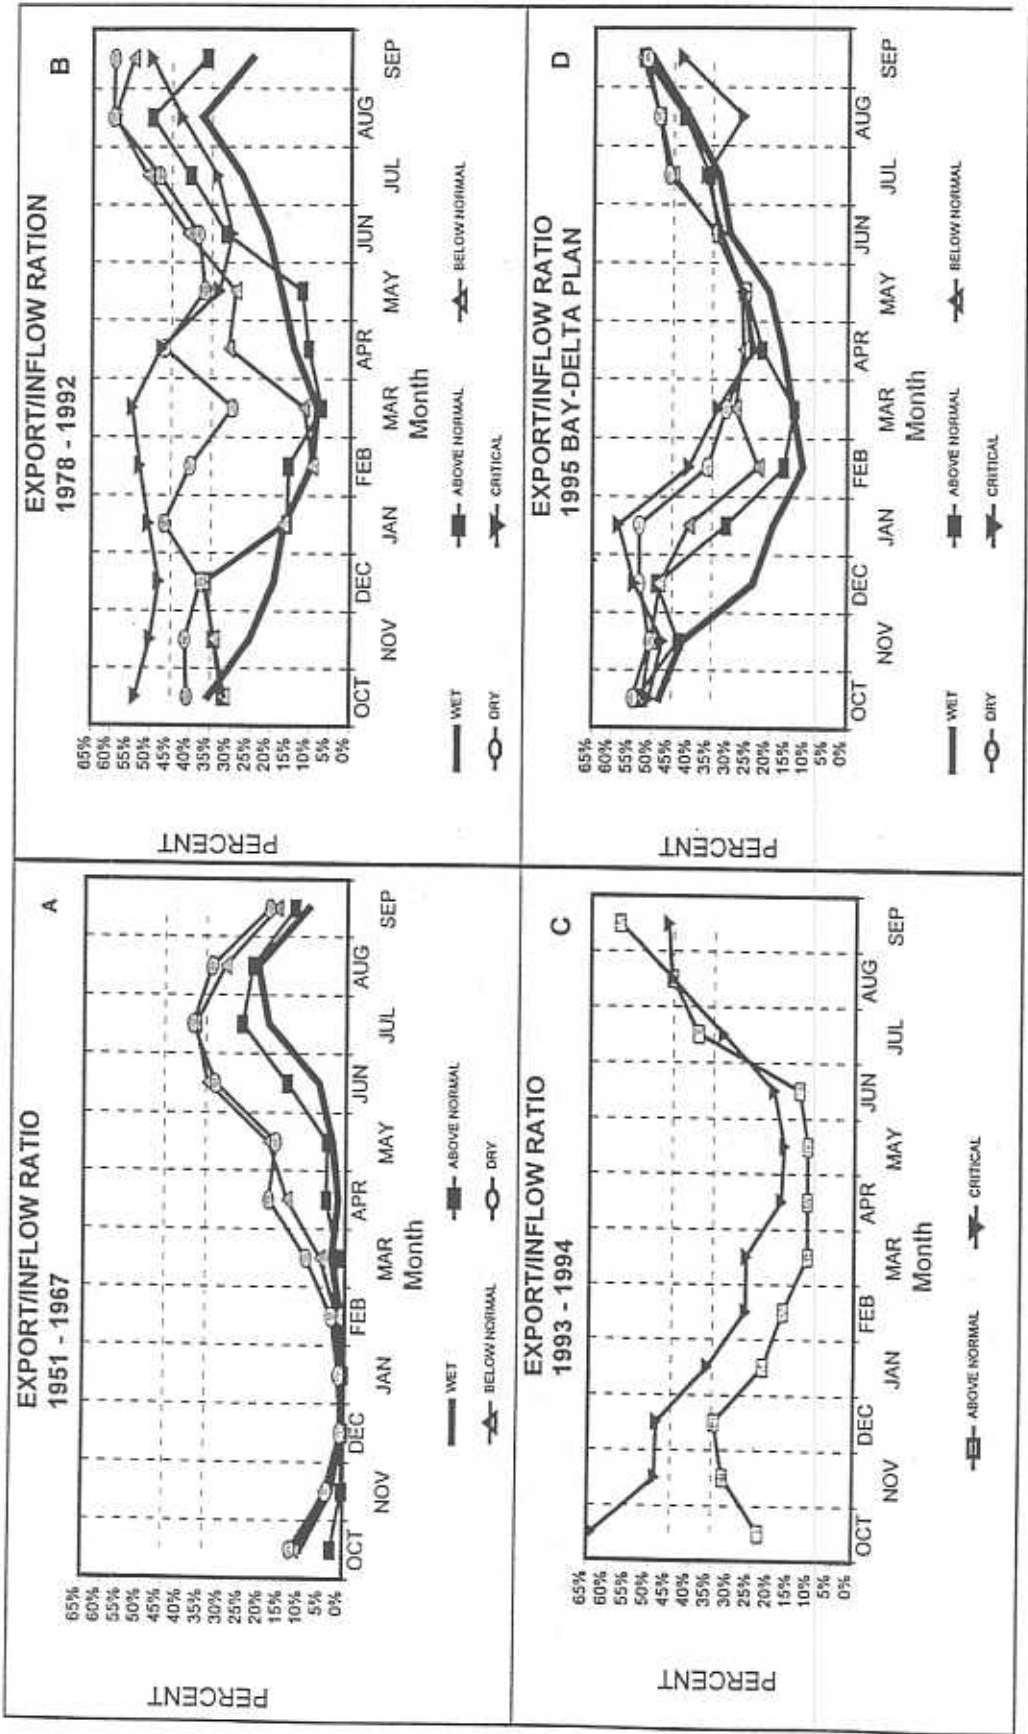 A
EXPORT/INFLOW RATIO
1951 - 1967
PERCENT
65%
60%
55%
50%
45%
40%
35%
30%
25%
20%
15%
10%
5%
0%
OCT NOV DEC JAN FEB MAR APR MAY JUN JUL AUG SEP
Month
WET ABOVE NORMAL
BELOW NORMAL DRY
B
EXPORT/INFLOW RATION
1978 - 1992
PERCENT
65%
60%
55%
50%
45%
40%
35%
30%
25%
20%
15%
10%
5%
0%
OCT NOV DEC JAN FEB MAR APR MAY JUN JUL AUG SEP
Month
WET ABOVE NORMAL BELOW NORMAL
DRY CRITICAL
C
EXPORT/INFLOW RATIO
1993 - 1994
PERCENT
65%
60%
55%
50%
45%
40%
35%
30%
25%
20%
15%
10%
5%
0%
OCT NOV DEC JAN FEB MAR APR MAY JUN JUL AUG SEP
Month
ABOVE NORMAL CRITICAL
D
EXPORT/INFLOW RATIO
1995 BAY-DELTA PLAN
PERCENT
65%
60%
55%
50%
45%
40%
35%
30%
25%
20%
15%
10%
5%
0%
OCT NOV DEC JAN FEB MAR APR MAY JUN JUL AUG SEP
Month
WET ABOVE NORMAL BELOW NORMAL
DRY CRITICAL